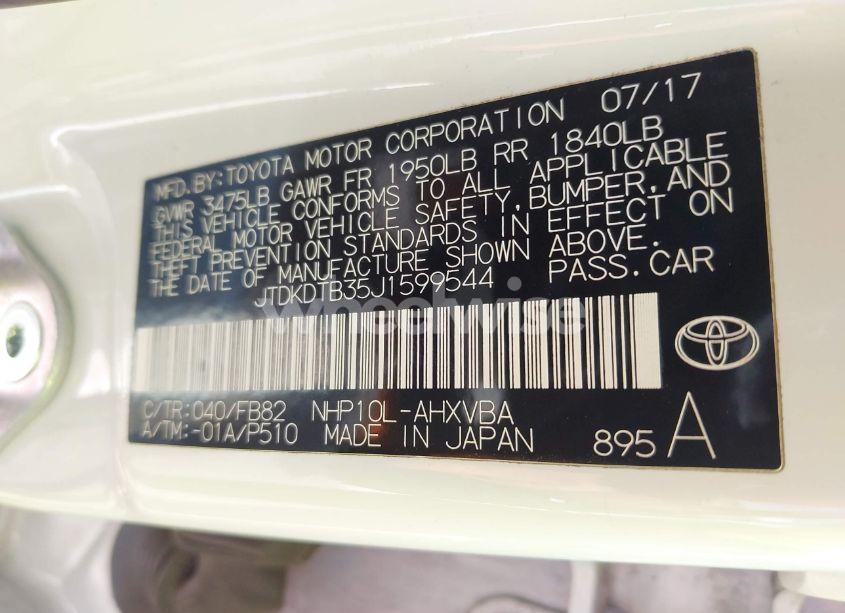 MFD.BY:TOYOTA MOTOR CORPORATION 07/17
GVWR 3475LB GAWR FR 1950LB RR 1840LB
THIS VEHICLE CONFORMS TO ALL APPLICABLE
FEDERAL MOTOR VEHICLE SAFETY,BUMPER,AND
THEFT PREVENTION STANDARDS IN EFFECT ON
THE DATE OF MANUFACTURE SHOWN ABOVE.
JTDKDTB35J1599544 PASS.CAR
wheelwise
C/TR:040/FB82 NHP10L-AHXVBA
A/TM:-01A/P510 MADE IN JAPAN 895 A